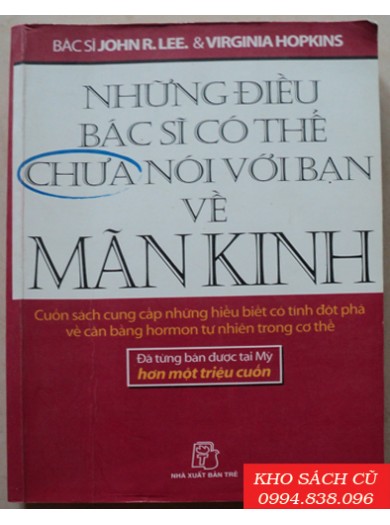 BÁC SĨ JOHN R. LEE. & VIRGINIA HOPKINS
NHỮNG ĐIỀU
BÁC SĨ CÓ THỂ
CHƯA NÓI VỚI BẠN
VỀ
MÃN KINH
Cuốn sách cung cấp những hiểu biết có tính đột phá
về cân bằng hormon tự nhiên trong cơ thể
Đã từng bán được tại Mỹ
hơn một triệu cuốn
NHÀ XUẤT BẢN TRẺ
KHO SÁCH CŨ
0994.838.096